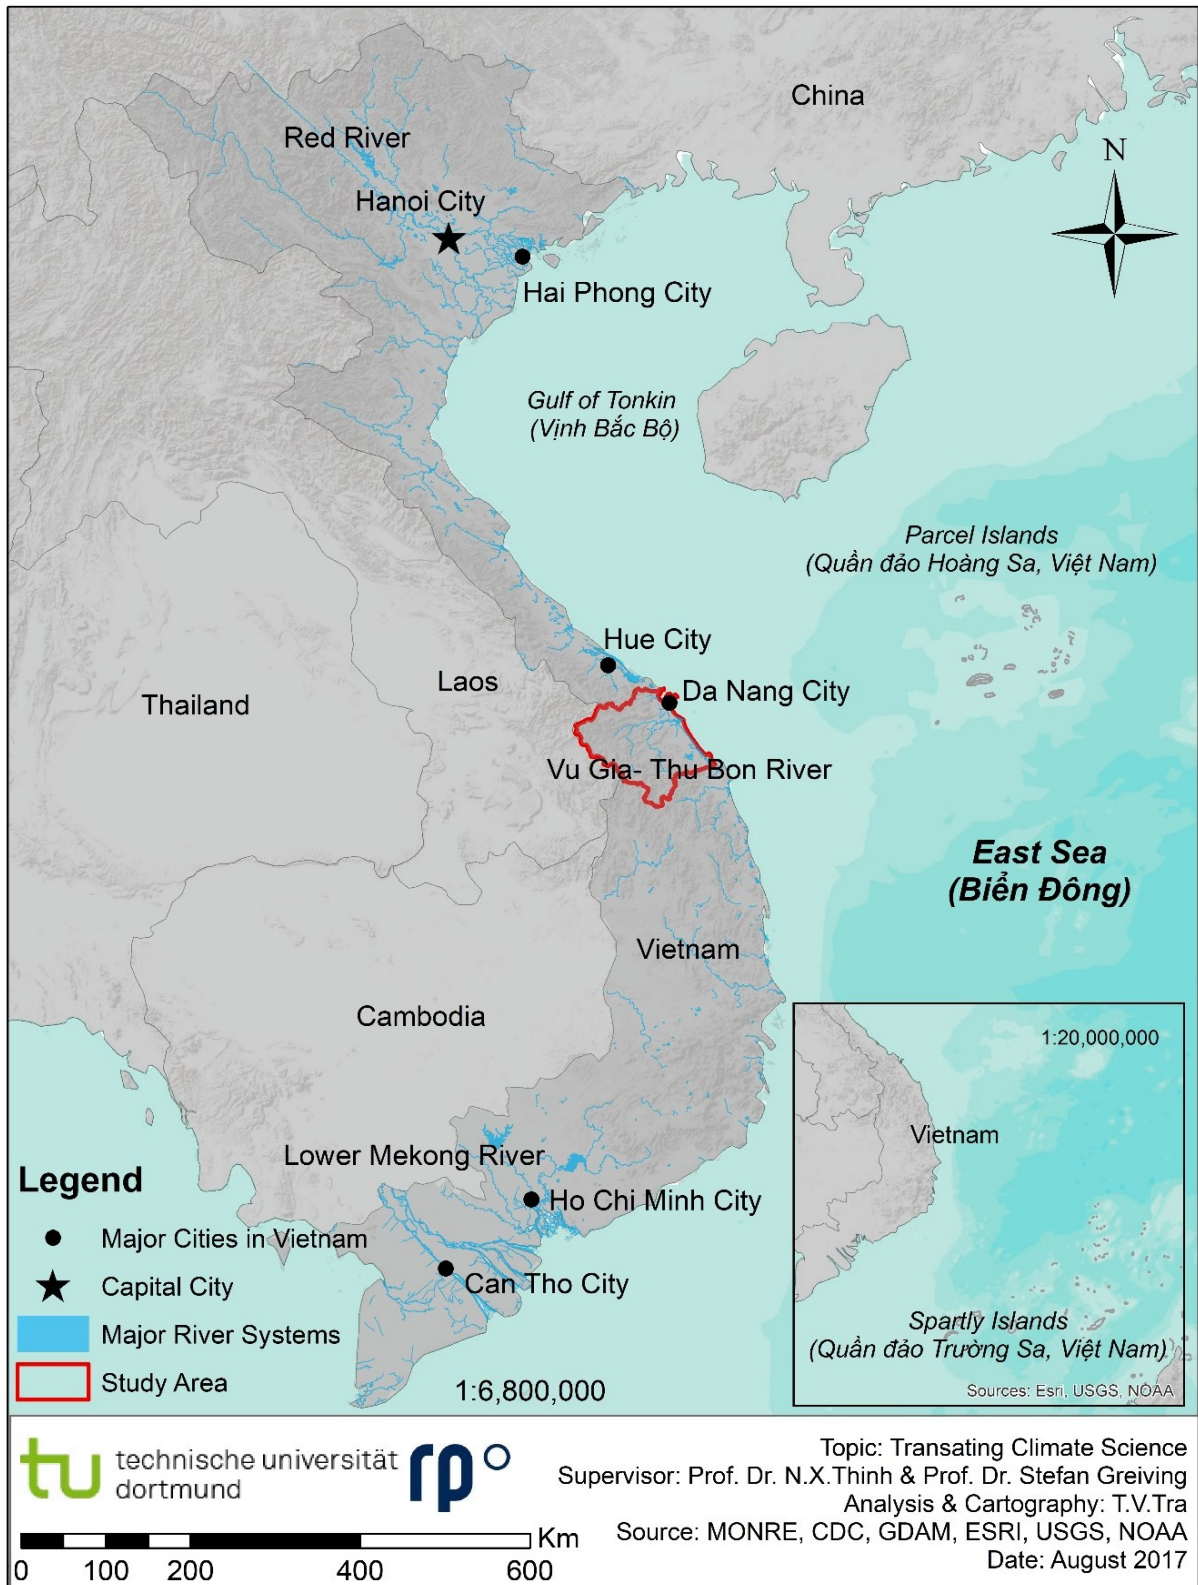 China
Red River
N
Hanoi City
Hai Phong City
Gulf of Tonkin
(Vịnh Bắc Bộ)
Parcel Islands
(Quần đảo Hoàng Sa, Việt Nam)
Hue City
Laos
Da Nang City
Thailand
Vu Gia- Thu Bon River
East Sea
(Biển Đông)
Vietnam
Cambodia
1:20,000,000
Vietnam
Lower Mekong River
Legend
Ho Chi Minh City
Major Cities in Vietnam
Can Tho City
Capital City
Major River Systems
Spartly Islands
(Quần đảo Trường Sa, Việt Nam)
Study Area
1:6,800,000
Sources: Esri, USGS, NOAA
tu technische universität
dortmund
rp
Topic: Transating Climate Science
Supervisor: Prof. Dr. N.X.Thinh & Prof. Dr. Stefan Greiving
Analysis & Cartography: T.V.Tra
Source: MONRE, CDC, GDAM, ESRI, USGS, NOAA
Date: August 2017
Km
0 100 200 400 600